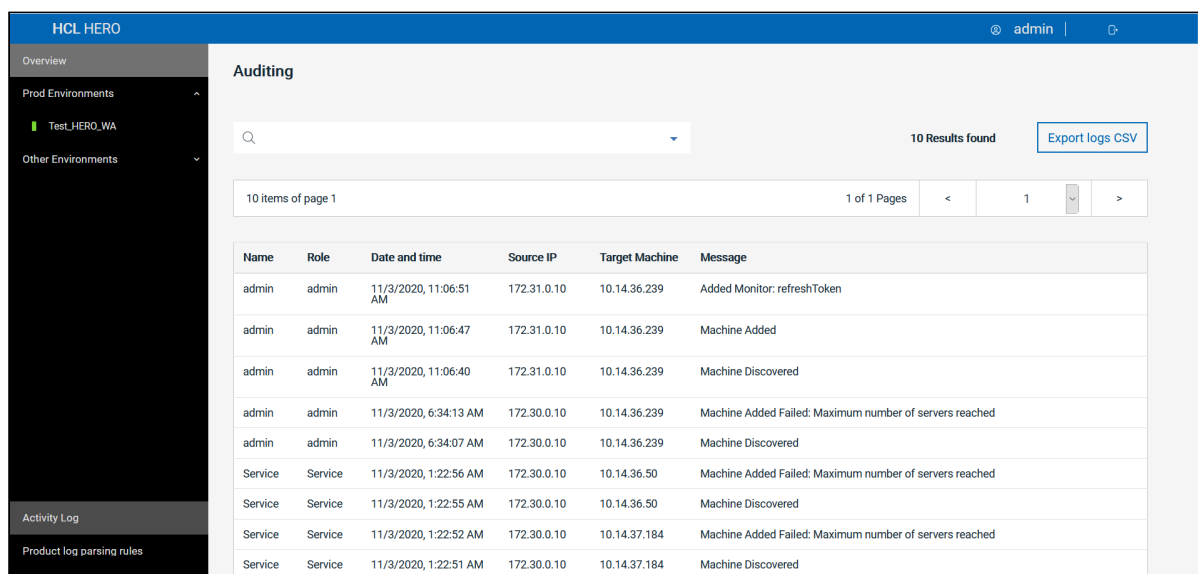 HCL HERO
admin
Overview
Prod Environments
Test_HERO_WA
Other Environments
Activity Log
Product log parsing rules
Auditing
10 Results found
Export logs CSV
10 items of page 1
1 of 1 Pages < 1 >
Name Role Date and time Source IP Target Machine Message
admin admin 11/3/2020, 11:06:51 AM 172.31.0.10 10.14.36.239 Added Monitor: refreshToken
admin admin 11/3/2020, 11:06:47 AM 172.31.0.10 10.14.36.239 Machine Added
admin admin 11/3/2020, 11:06:40 AM 172.31.0.10 10.14.36.239 Machine Discovered
admin admin 11/3/2020, 6:34:13 AM 172.30.0.10 10.14.36.239 Machine Added Failed: Maximum number of servers reached
admin admin 11/3/2020, 6:34:07 AM 172.30.0.10 10.14.36.239 Machine Discovered
Service Service 11/3/2020, 1:22:56 AM 172.30.0.10 10.14.36.50 Machine Added Failed: Maximum number of servers reached
Service Service 11/3/2020, 1:22:55 AM 172.30.0.10 10.14.36.50 Machine Discovered
Service Service 11/3/2020, 1:22:52 AM 172.30.0.10 10.14.37.184 Machine Added Failed: Maximum number of servers reached
Service Service 11/3/2020, 1:22:51 AM 172.30.0.10 10.14.37.184 Machine Discovered